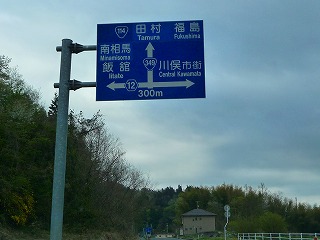 114 田村 福島
Tamura Fukushima
南相馬
Minamisoma
飯舘
Iitate
349 川俣市街
Central Kawamata
12
300m